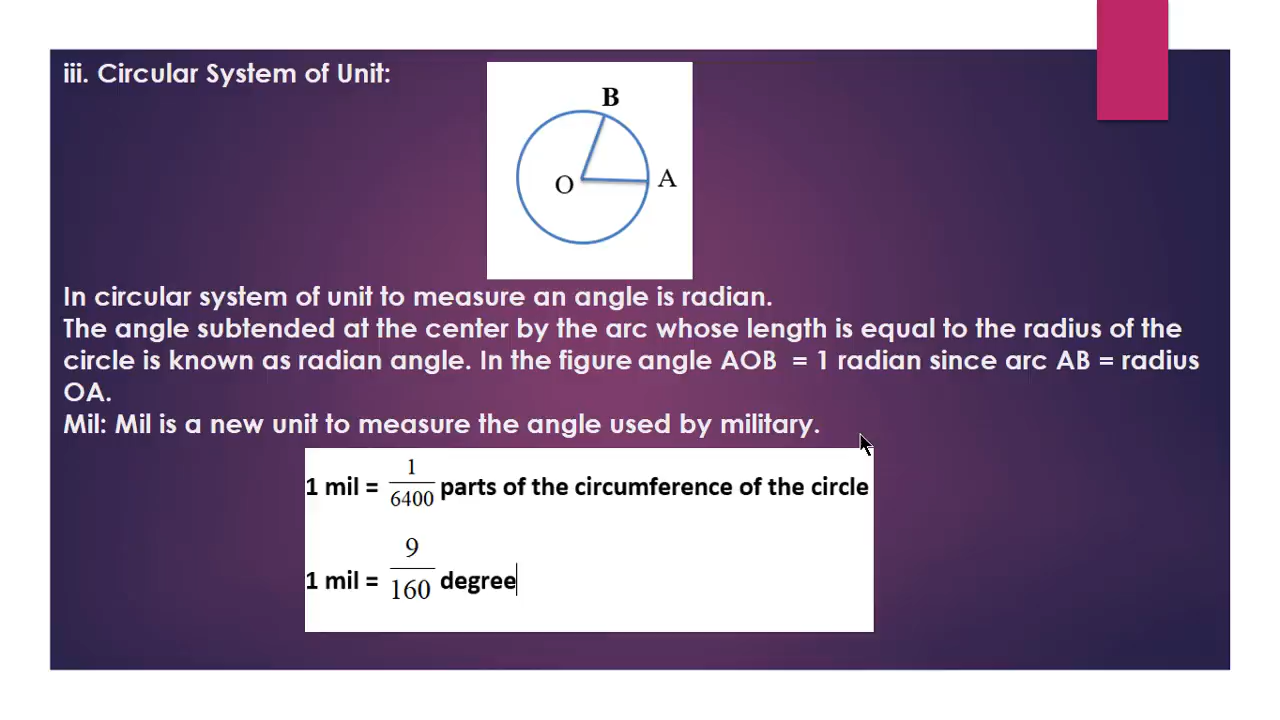 iii. Circular System of Unit:
B
O
A
In circular system of unit to measure an angle is radian.
The angle subtended at the center by the arc whose length is equal to the radius of the
circle is known as radian angle. In the figure angle AOB = 1 radian since arc AB = radius
OA.
Mil: Mil is a new unit to measure the angle used by military.
1 mil = 1/6400 parts of the circumference of the circle
1 mil = 9/160 degree